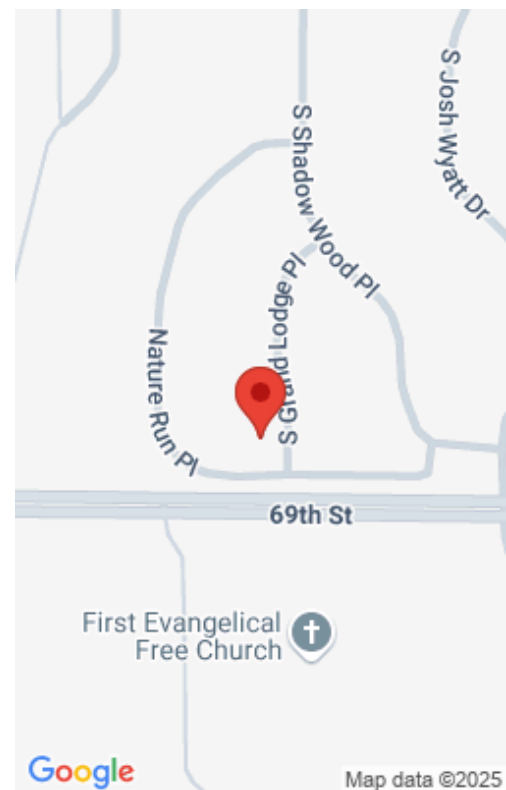 S Josh Wyatt Dr
S Shadow Wood Pl
S Grund Lodge Pl
Nature Run Pl
69th St
First Evangelical
Free Church
Google
Map data ©2025